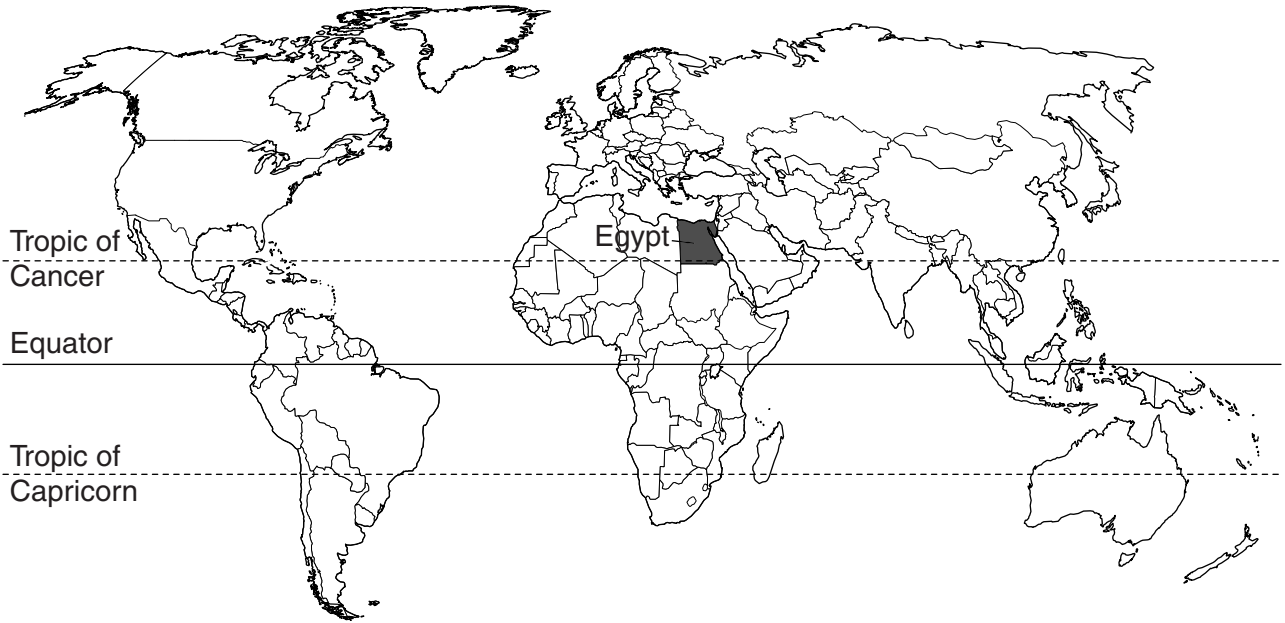 Egypt
Tropic of
Cancer
Equator
Tropic of
Capricorn